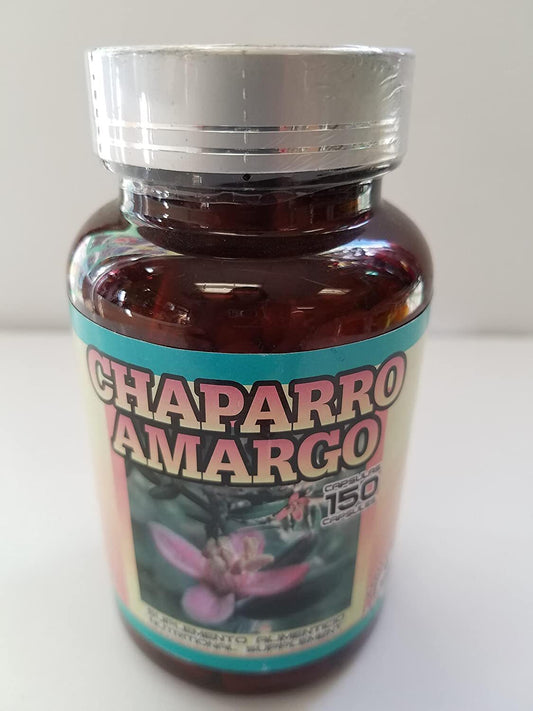 CHAPARRO
AMARGO
CAPSULAS
150
CAPSULES
SUPLEMENTO ALIMENTICIO
NUTRITIONAL SUPPLEMENT